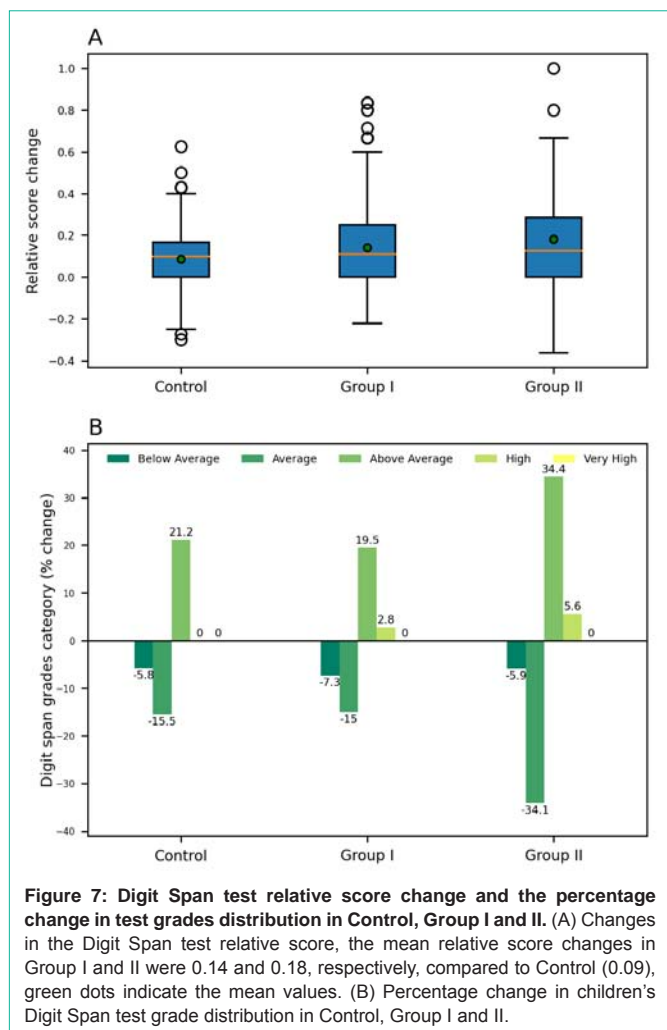 A
1.0
0.8
0.6
0.4
0.2
0.0
−0.2
−0.4
Relative score change
Control Group I Group II
B
Below Average Average Above Average High Very High
40
30
20
10
0
−10
−20
−30
−40
Digit span grades category (% change)
21.2 19.5 34.4
0 0 2.8 0 5.6 0
-5.8 -7.3 -5.9
-15.5 -15 -34.1
Control Group I Group II
Figure 7: Digit Span test relative score change and the percentage
change in test grades distribution in Control, Group I and II. (A) Changes
in the Digit Span test relative score, the mean relative score changes in
Group I and II were 0.14 and 0.18, respectively, compared to Control (0.09),
green dots indicate the mean values. (B) Percentage change in children’s
Digit Span test grade distribution in Control, Group I and II.